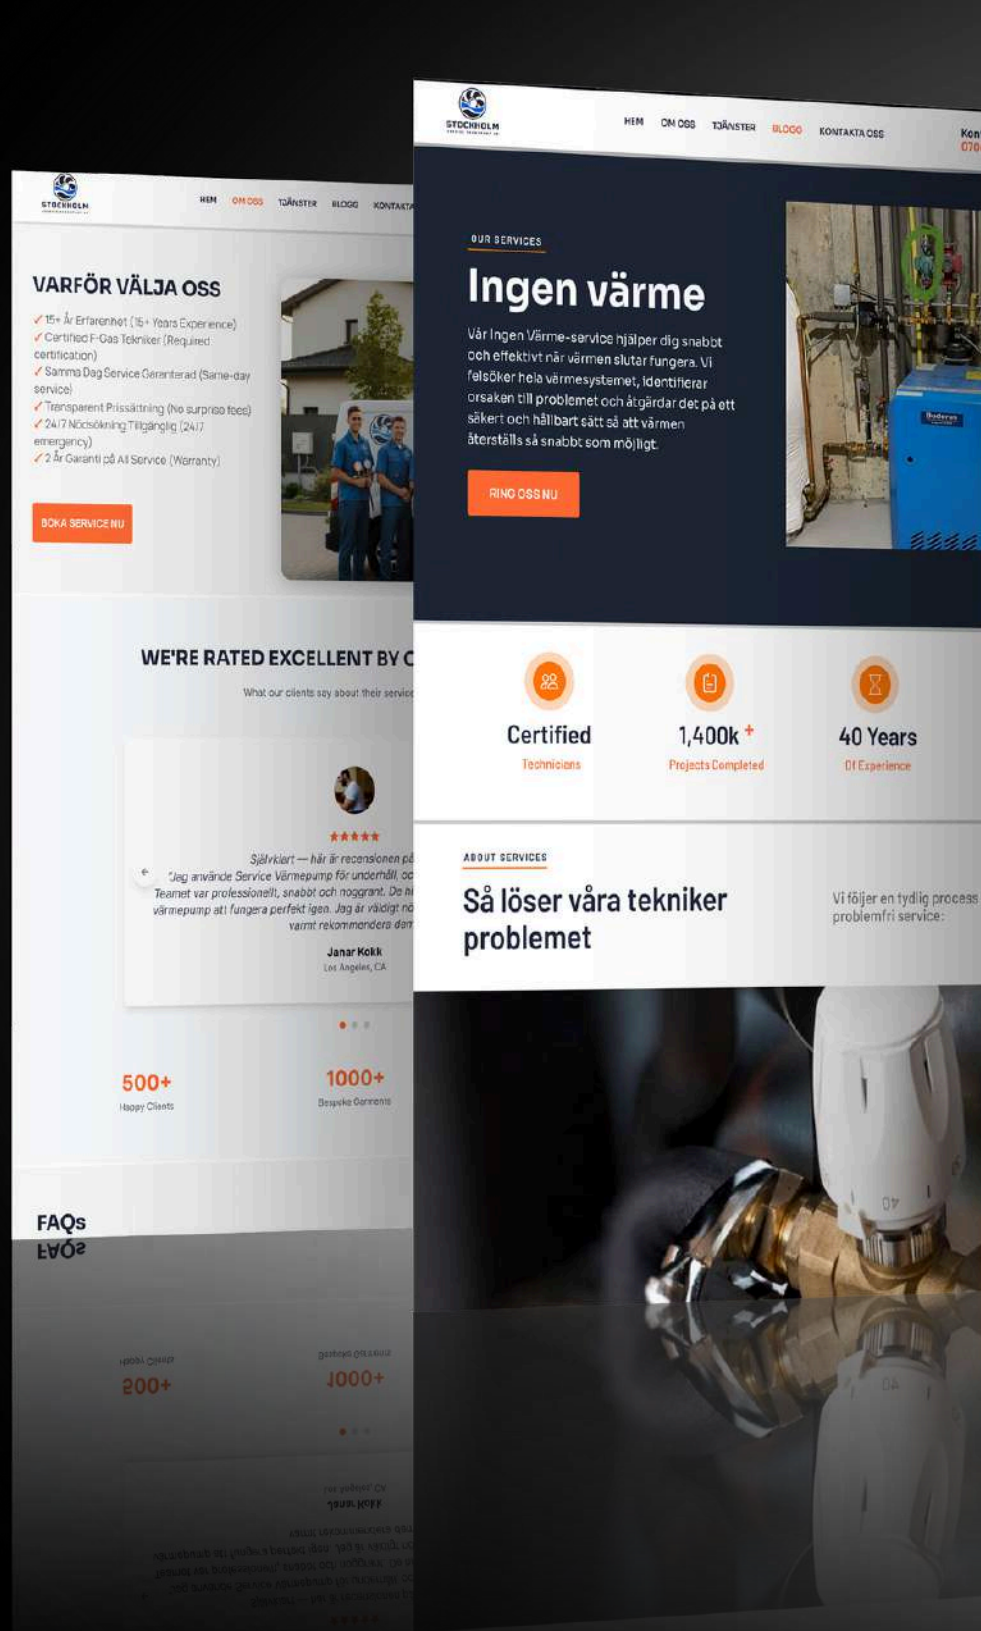 STOCKHOLM
HEM OM OSS TJÄNSTER BLOGG KONTAKTA
VARFÖR VÄLJA OSS
✓ 15+ År Erfarenhet (15+ Years Experience)
✓ Certified F-Gas Tekniker (Required
certification)
✓ Samma Dag Service Garanterad (Same-day
service)
✓ Transparent Prissättning (No surprise fees)
✓ 24/7 Nödsökning Tillgänglig (24/7
emergency)
✓ 2 År Garanti på All Service (Warranty)
BOKA SERVICE NU
WE'RE RATED EXCELLENT BY C
What our clients say about their service
★★★★★
Självklart — här är recensionen på
"Jag använde Service Värmepump för underhåll, oc
Teamet var professionellt, snabbt och noggrant. De hj
värmepump att fungera perfekt igen. Jag är väldigt nö
varmt rekommendera dem
Janar Kokk
Los Angeles, CA
500+
Happy Clients
1000+
Bespoke Garments
FAQs
STOCKHOLM
HEM OM OSS TJÄNSTER BLOGG KONTAKTA OSS
Kon
070
OUR SERVICES
Ingen värme
Vår Ingen Värme-service hjälper dig snabbt
och effektivt när värmen slutar fungera. Vi
felsöker hela värmesystemet, identifierar
orsaken till problemet och åtgärdar det på ett
säkert och hållbart sätt så att värmen
återställs så snabbt som möjligt.
RING OSS NU
Buderus
Certified
Technicians
1,400k +
Projects Completed
40 Years
Of Experience
ABOUT SERVICES
Så löser våra tekniker
problemet
Vi följer en tydlig process
problemfri service: